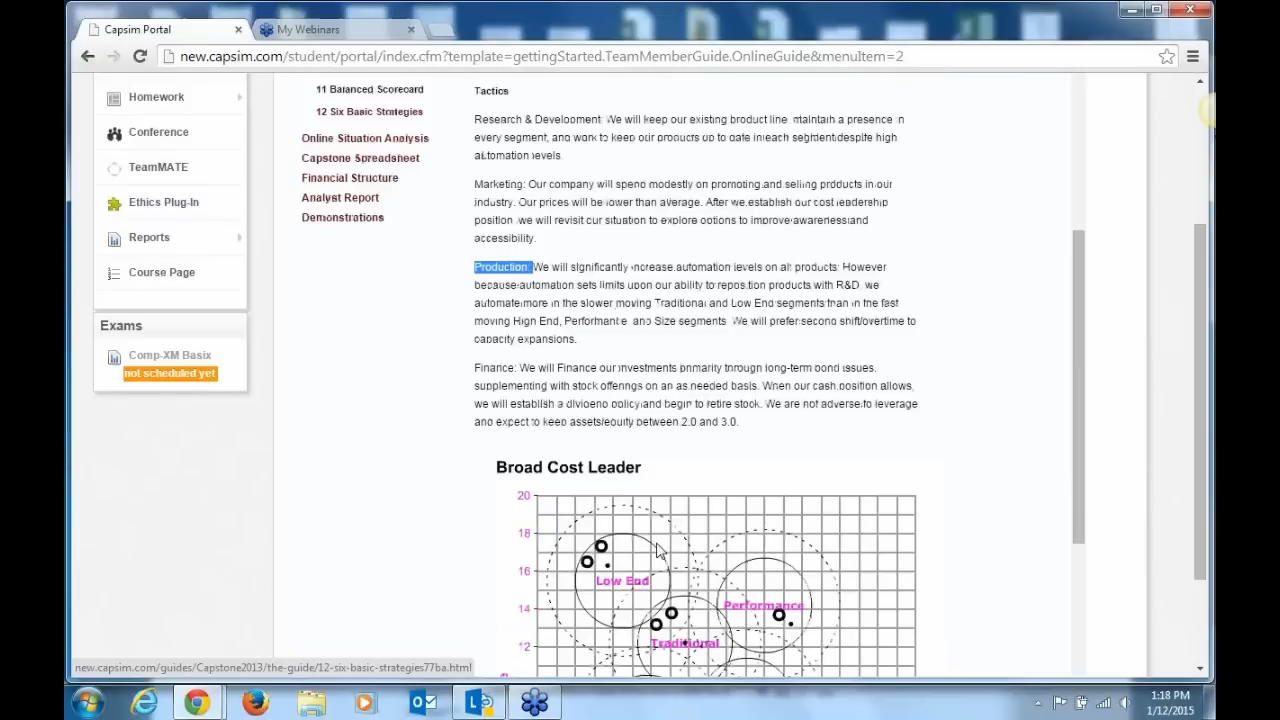 Capsim Portal
My Webinars
new.capsim.com/student/portal/index.cfm?template=gettingStarted.TeamMemberGuide.OnlineGuide&menuItem=2
Homework
Conference
TeamMATE
Ethics Plug-In
Reports
Course Page
Exams
Comp-XM Basix
not scheduled yet
11 Balanced Scorecard
12 Six Basic Strategies
Online Situation Analysis
Capstone Spreadsheet
Financial Structure
Analyst Report
Demonstrations
Tactics
Research & Development: We will keep our existing product line maintain a presence in
every segment, and work to keep our products up to date in each segment despite high
automation levels.
Marketing: Our company will spend modestly on promoting and selling products in our
industry. Our prices will be lower than average. After we establish our cost leadership
position we will revisit our situation to explore options to improve awareness and
accessibility.
Production: We will significantly increase automation levels on all products. However
because automation sets limits upon our ability to reposition products with R&D, we
automate more in the slower moving Traditional and Low End segments than in the fast
moving High End, Performance and Size segments. We will prefer second shift/overtime to
capacity expansions.
Finance: We will Finance our investments primarily through long-term bond issues,
supplementing with stock offerings on an as needed basis. When our cash position allows,
we will establish a dividend policy and begin to retire stock. We are not adverse to leverage
and expect to keep assets/equity between 2.0 and 3.0.
Broad Cost Leader
20
18
16
14
12
Low End
Performance
Traditional
new.capsim.com/guides/Capstone2013/the-guide/12-six-basic-strategies77ba.html
1:18 PM
1/12/2015